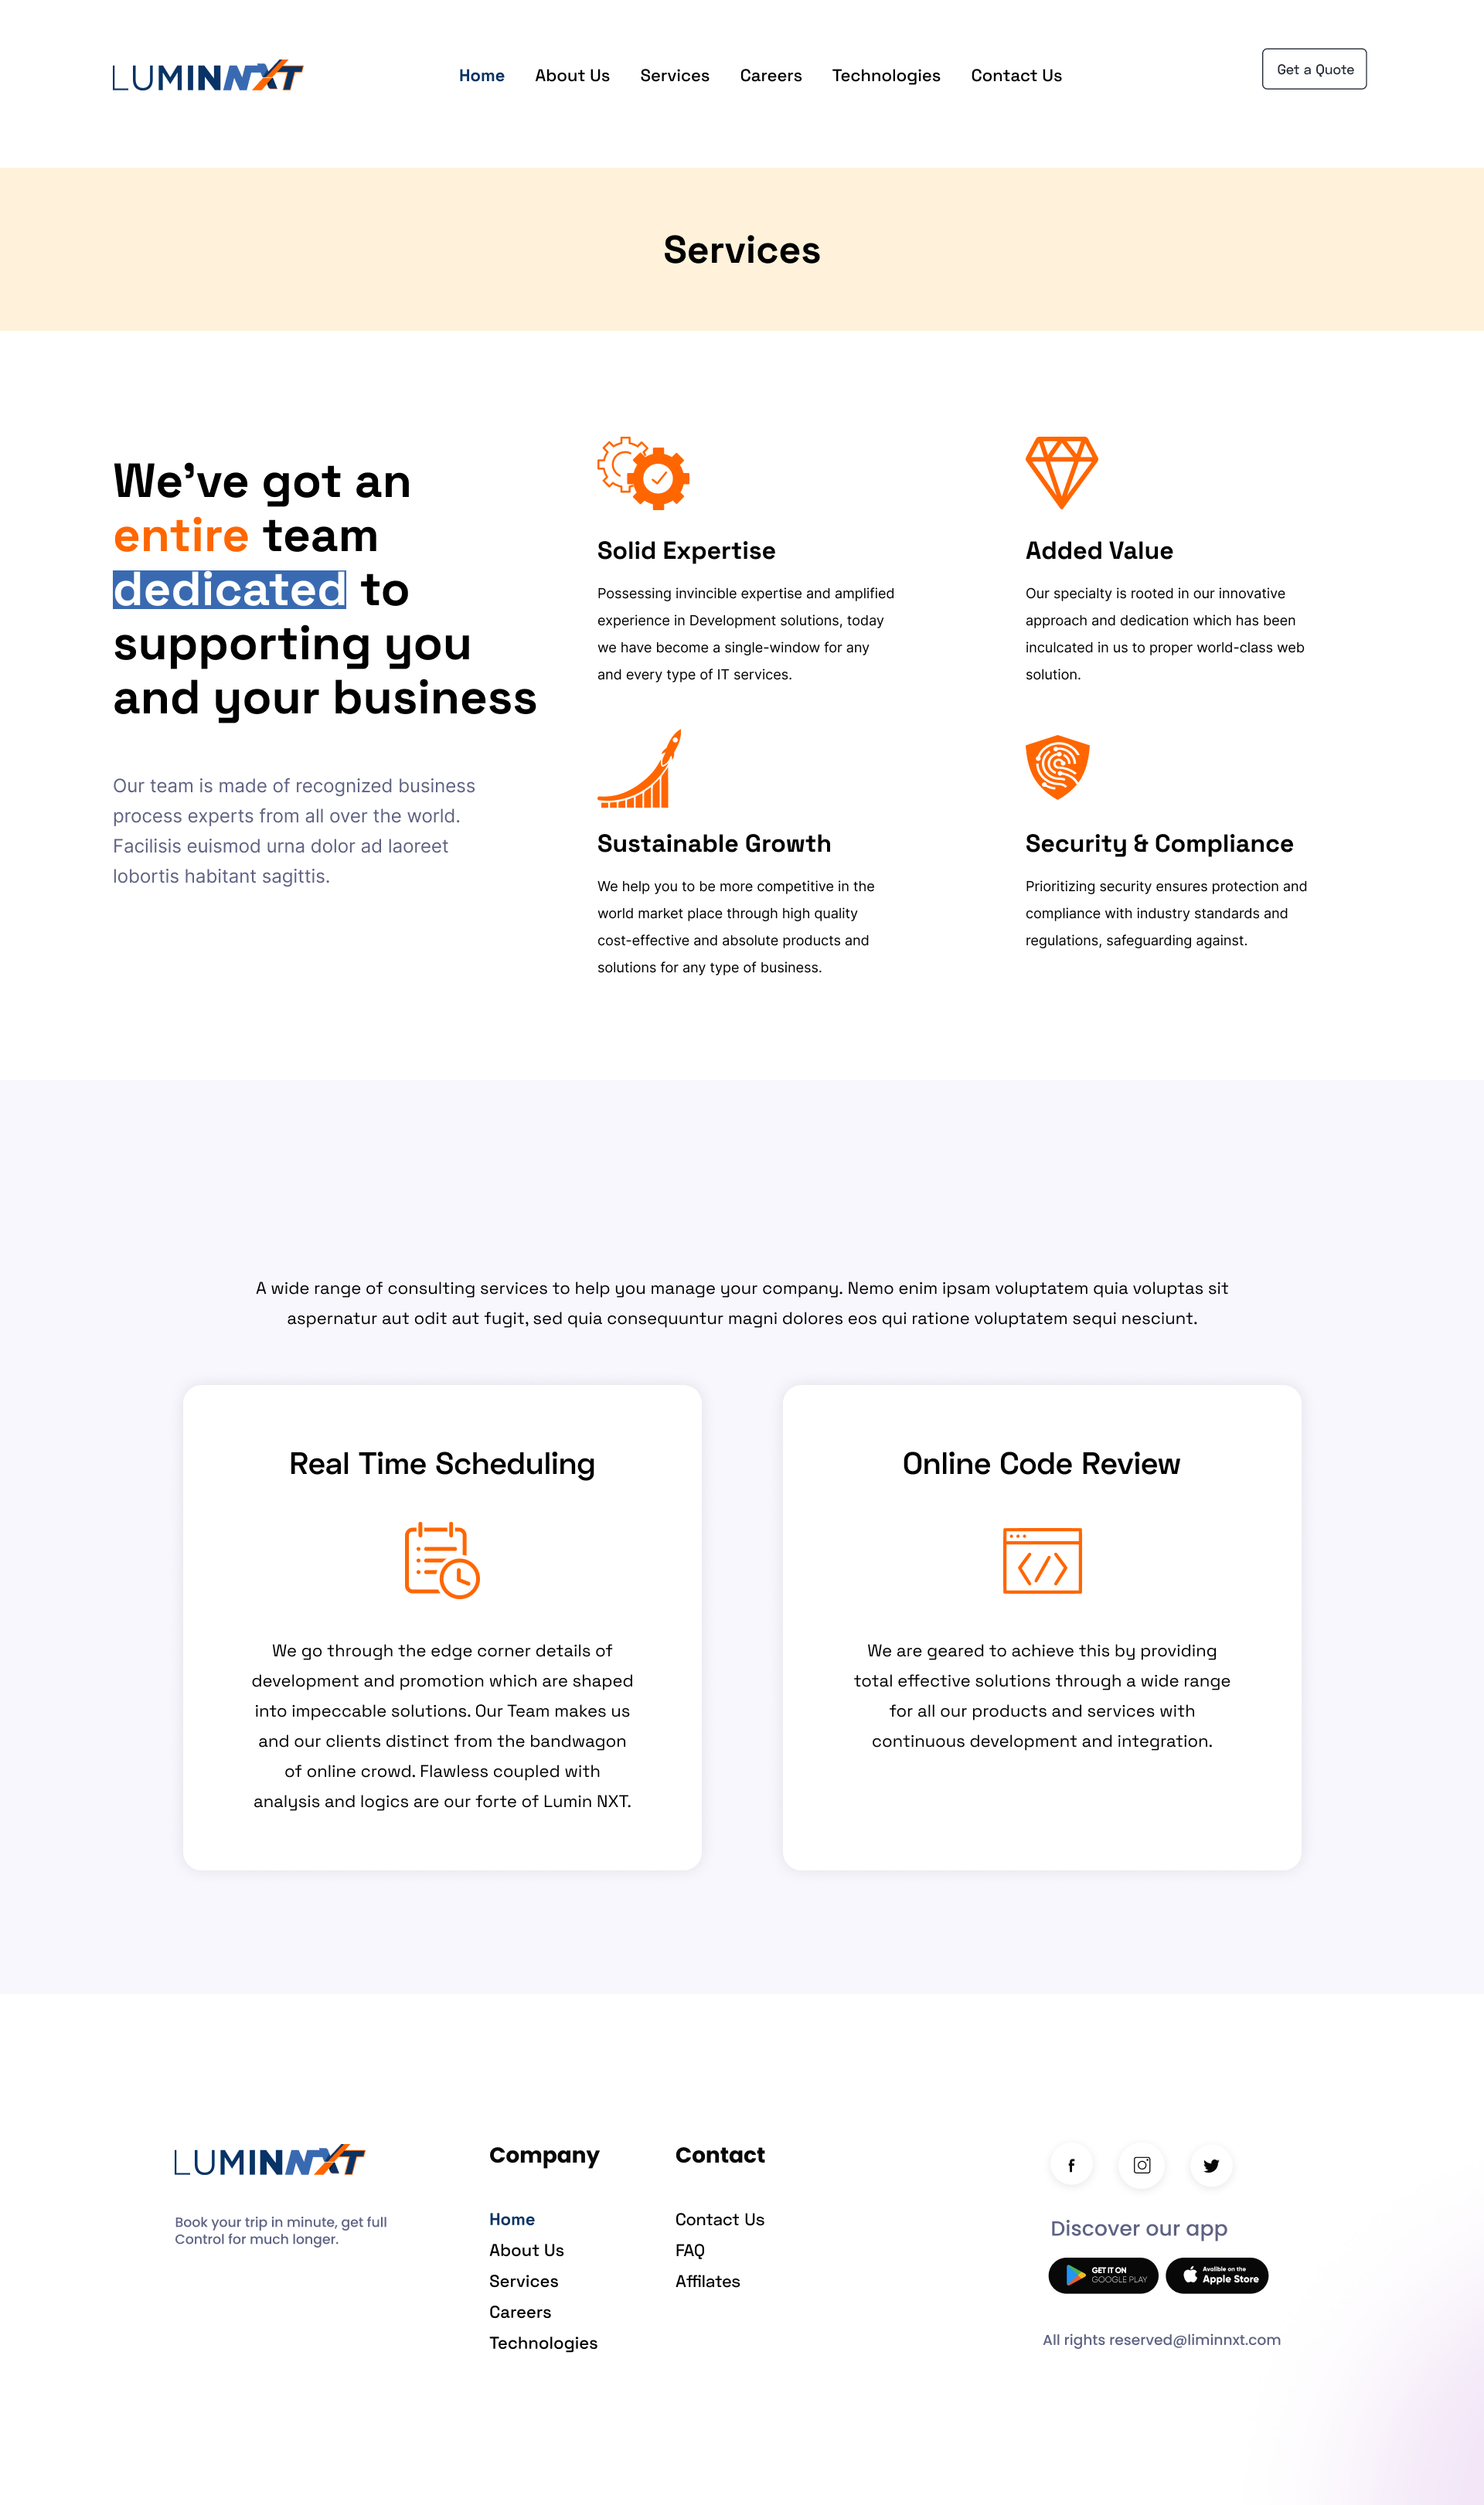 LUMINNXT
Home About Us Services Careers Technologies Contact Us
Get a Quote
Services
We've got an
entire team
dedicated to
supporting you
and your business
Our team is made of recognized business
process experts from all over the world.
Facilisis euismod urna dolor ad laoreet
lobortis habitant sagittis.
Solid Expertise
Possessing invincible expertise and amplified
experience in Development solutions, today
we have become a single-window for any
and every type of IT services.
Added Value
Our specialty is rooted in our innovative
approach and dedication which has been
inculcated in us to proper world-class web
solution.
Sustainable Growth
We help you to be more competitive in the
world market place through high quality
cost-effective and absolute products and
solutions for any type of business.
Security & Compliance
Prioritizing security ensures protection and
compliance with industry standards and
regulations, safeguarding against.
A wide range of consulting services to help you manage your company. Nemo enim ipsam voluptatem quia voluptas sit
aspernatur aut odit aut fugit, sed quia consequuntur magni dolores eos qui ratione voluptatem sequi nesciunt.
Real Time Scheduling
We go through the edge corner details of
development and promotion which are shaped
into impeccable solutions. Our Team makes us
and our clients distinct from the bandwagon
of online crowd. Flawless coupled with
analysis and logics are our forte of Lumin NXT.
Online Code Review
We are geared to achieve this by providing
total effective solutions through a wide range
for all our products and services with
continuous development and integration.
LUMINNXT
Book your trip in minute, get full
Control for much longer.
Company
Home
About Us
Services
Careers
Technologies
Contact
Contact Us
FAQ
Affilates
Discover our app
GET IT ON
GOOGLE PLAY
Avalible on the
Apple Store
All rights reserved@liminnxt.com